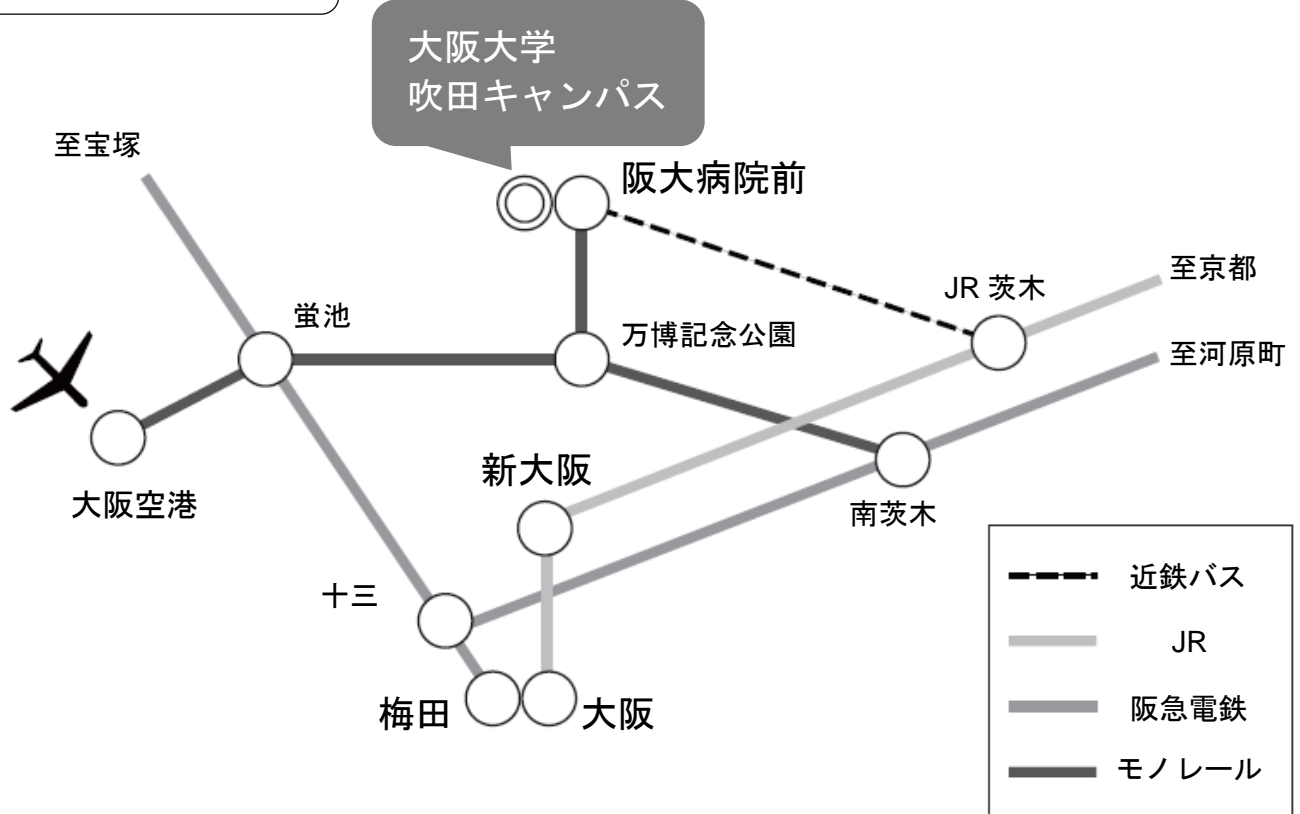 大阪大学
吹田キャンパス
至宝塚
阪大病院前
至京都
JR 茨木
蛍池
万博記念公園
至河原町
新大阪
大阪空港
南茨木
十三
梅田
大阪
近鉄バス
JR
阪急電鉄
モノレール